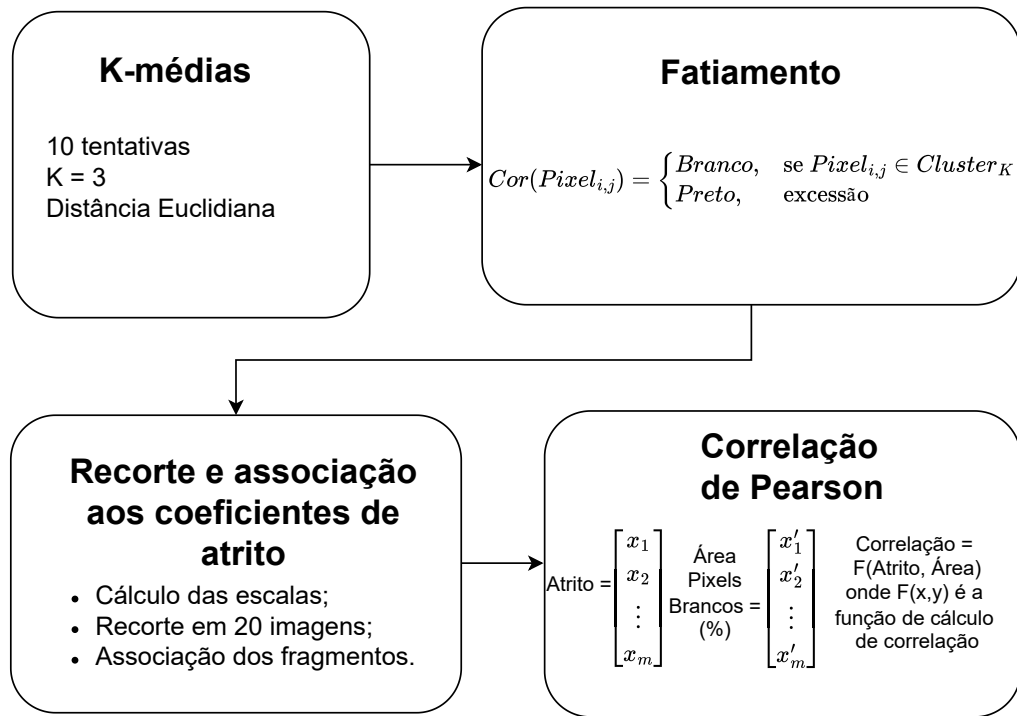 K-médias
10 tentativas
K = 3
Distância Euclidiana
Fatiamento
Cor(Pixel_{i,j}) = { Branco, se Pixel_{i,j} ∈ Cluster_K
Preto, excessão
Recorte e associação
aos coeficientes de
atrito
• Cálculo das escalas;
• Recorte em 20 imagens;
• Associação dos fragmentos.
Correlação
de Pearson
Atrito = [x_1 x_2 ⋮ x_m]
Área
Pixels
Brancos =
(%)
[x'_1 x'_2 ⋮ x'_m]
Correlação =
F(Atrito, Área)
onde F(x,y) é a
função de cálculo
de correlação